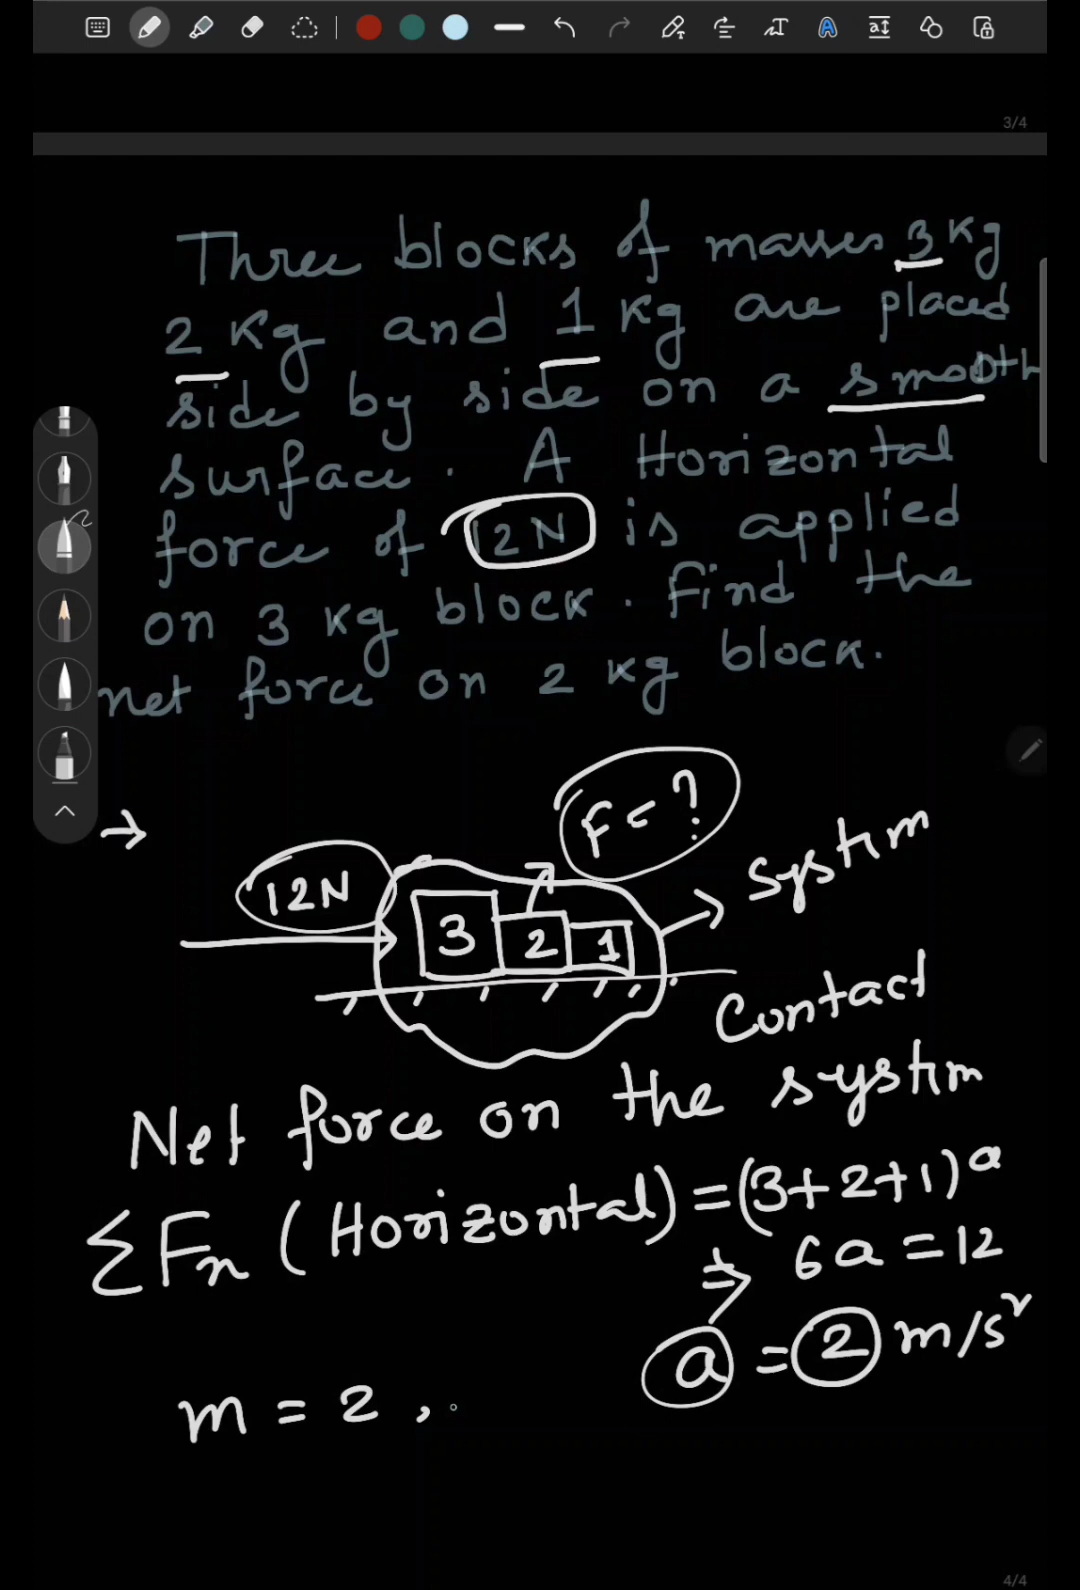 3/4
Three blocks of masses 3 Kg
2 Kg and 1 Kg are placed
side by side on a smooth
surface. A Horizontal
force of 12N is applied
on 3 kg block. Find the
net force on 2 kg block.
→
F = ?
12N
3 2 1
→ System
Contact
Net force on the system
ΣFn (Horizontal) = (3+2+1)a
⇒ 6a = 12
a = 2 m/s²
m = 2 ,
4/4